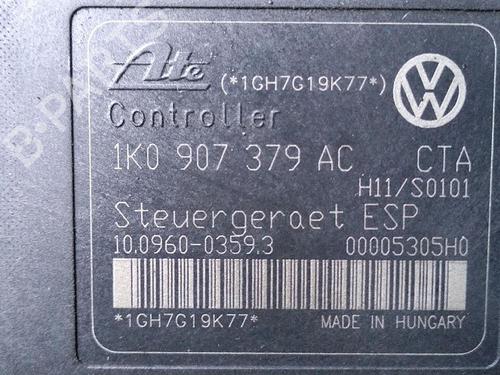 Ate (*1GH7G19K77*)
Controller
1K0 907 379 AC CTA
H11/S0101
Steuergeraet ESP
10.0960-0359.3 00005305H0
*1GH7G19K77* MADE IN HUNGARY
B-PARTS